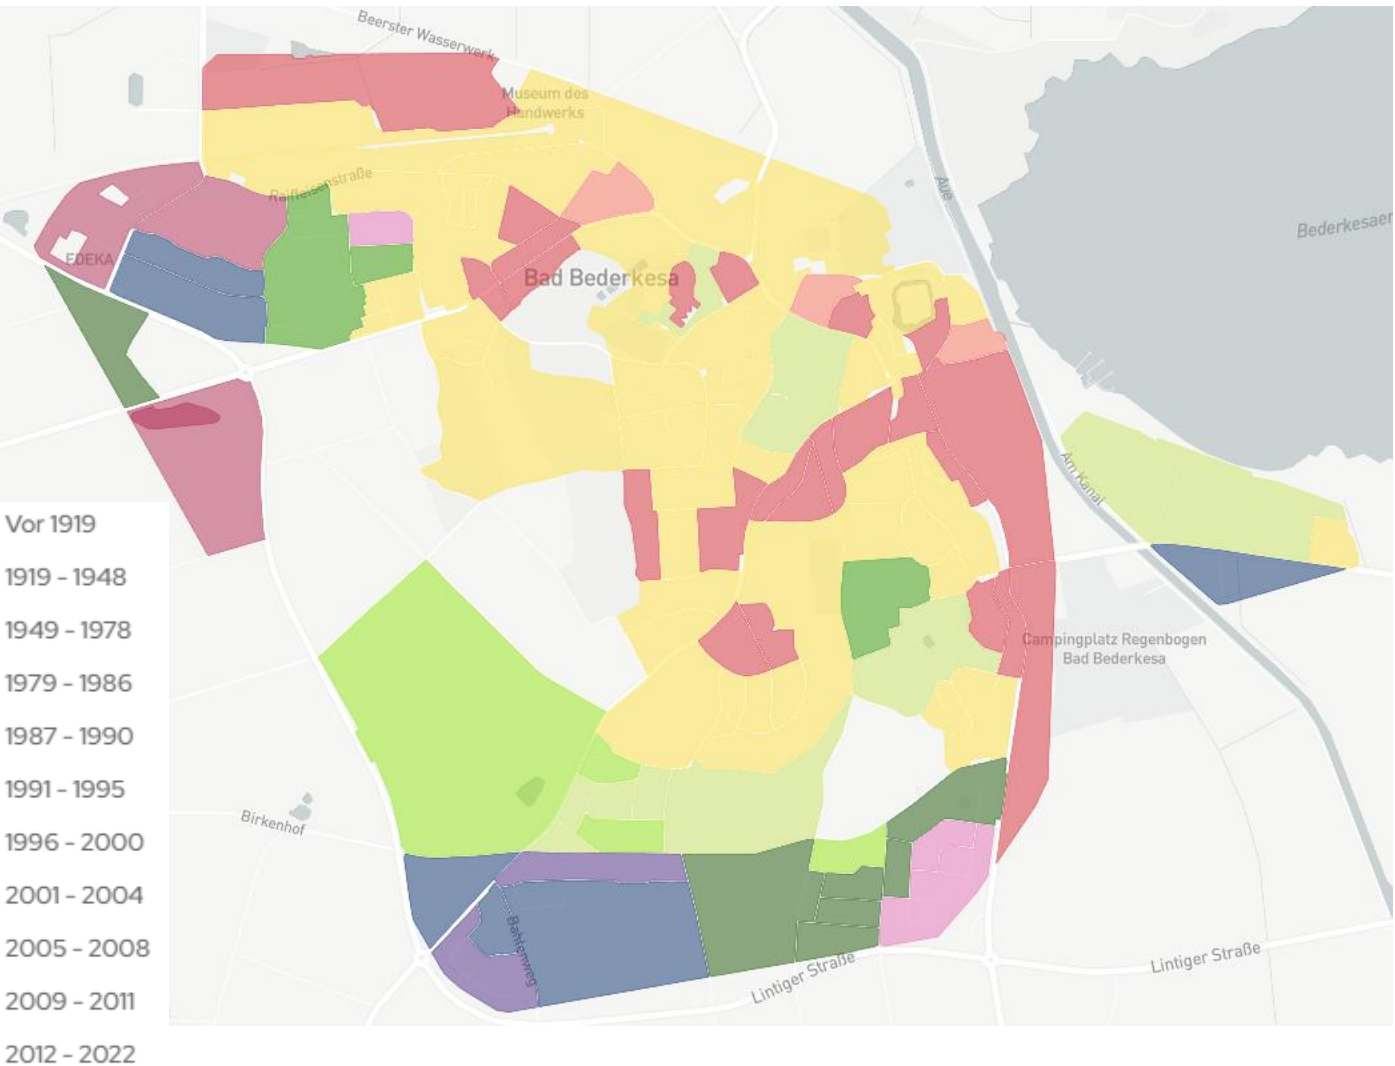 Beerster Wasserwerk
Museum des
Handwerks
Raiffeisenstraße
Aue
Bederkesaer
EDEKA
Bad Bederkesa
Am Kanal
Vor 1919
1919 - 1948
1949 - 1978
1979 - 1986
1987 - 1990
1991 - 1995
1996 - 2000
2001 - 2004
2005 - 2008
2009 - 2011
2012 - 2022
Campingplatz Regenbogen
Bad Bederkesa
Birkenhof
Bahlenweg
Lintiger Straße
Lintiger Straße